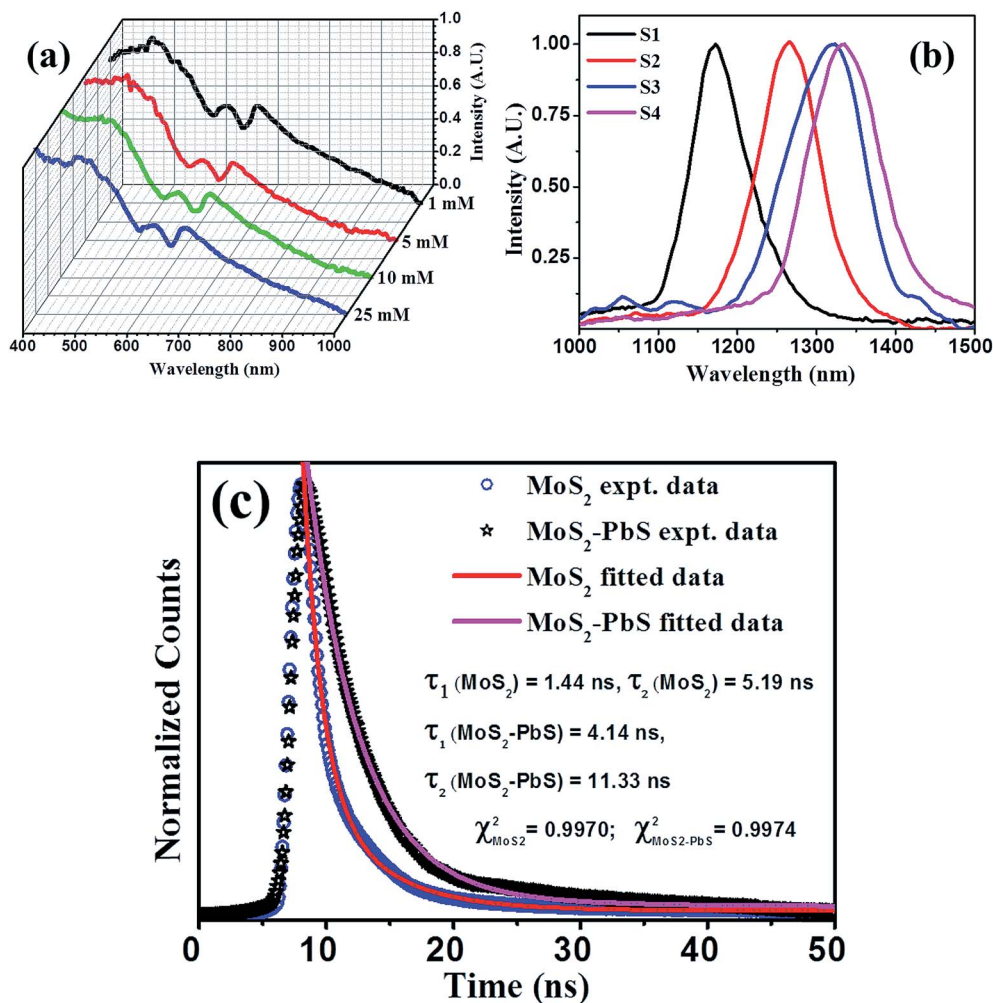 (a)
1.0
0.8
0.6
0.4
0.2
0.0
Intensity (A.U.)
1 mM
5 mM
10 mM
25 mM
400 500 600 700 800 900 1000
Wavelength (nm)
(b)
S1
S2
S3
S4
1.00
0.75
0.50
0.25
Intensity (A.U.)
1000 1100 1200 1300 1400 1500
Wavelength (nm)
(c)
MoS₂ expt. data
MoS₂-PbS expt. data
MoS₂ fitted data
MoS₂-PbS fitted data
τ₁ (MoS₂) = 1.44 ns, τ₂ (MoS₂) = 5.19 ns
τ₁ (MoS₂-PbS) = 4.14 ns,
τ₂ (MoS₂-PbS) = 11.33 ns
χ²MoS2 = 0.9970; χ²MoS2-PbS = 0.9974
Normalized Counts
0 10 20 30 40 50
Time (ns)